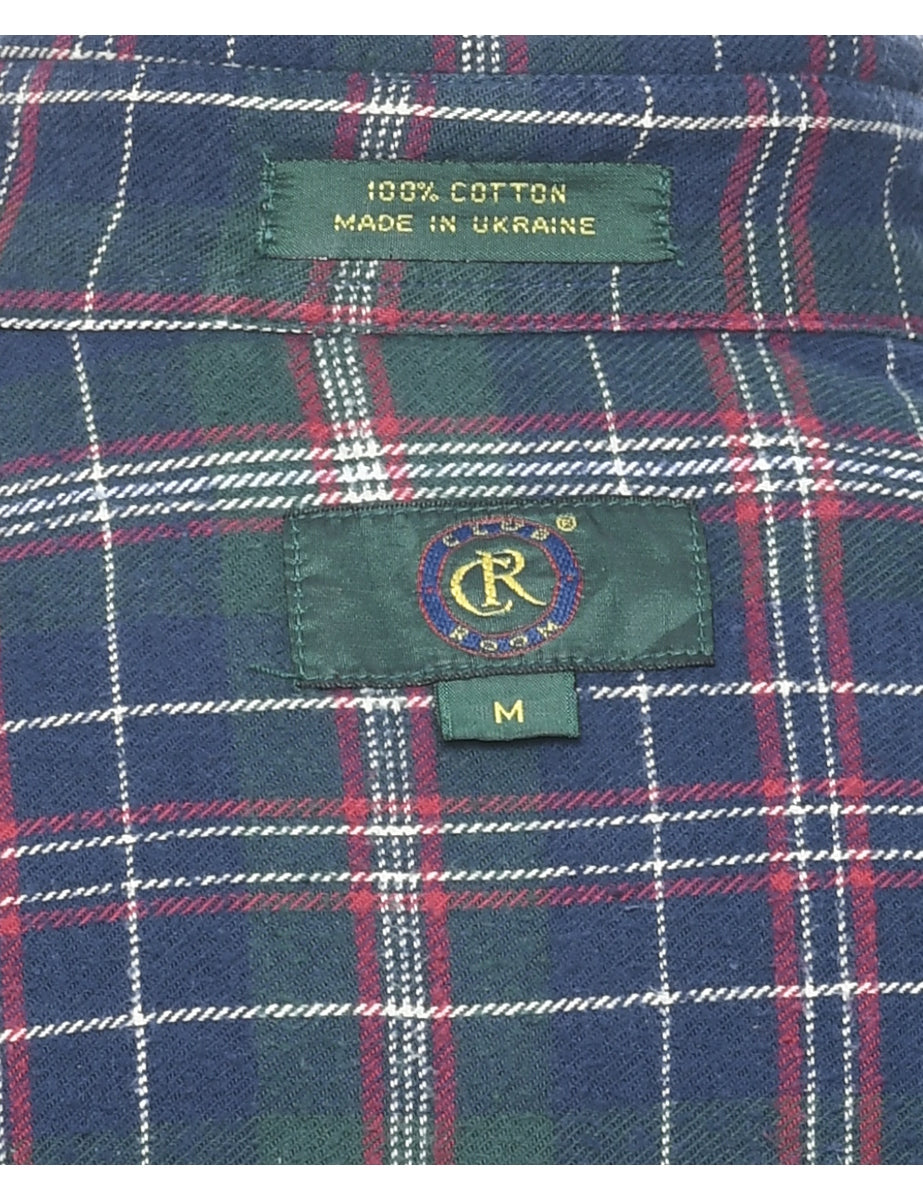 100% COTTON
MADE IN UKRAINE
CLUB ®
CR
ROOM
M